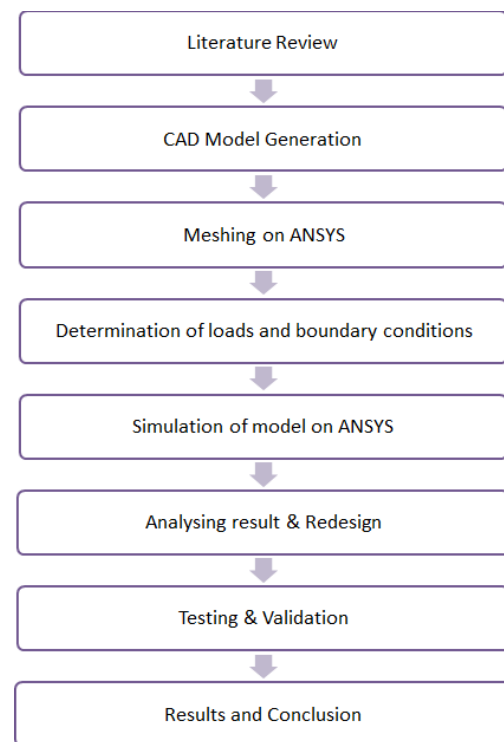 Literature Review
CAD Model Generation
Meshing on ANSYS
Determination of loads and boundary conditions
Simulation of model on ANSYS
Analysing result & Redesign
Testing & Validation
Results and Conclusion